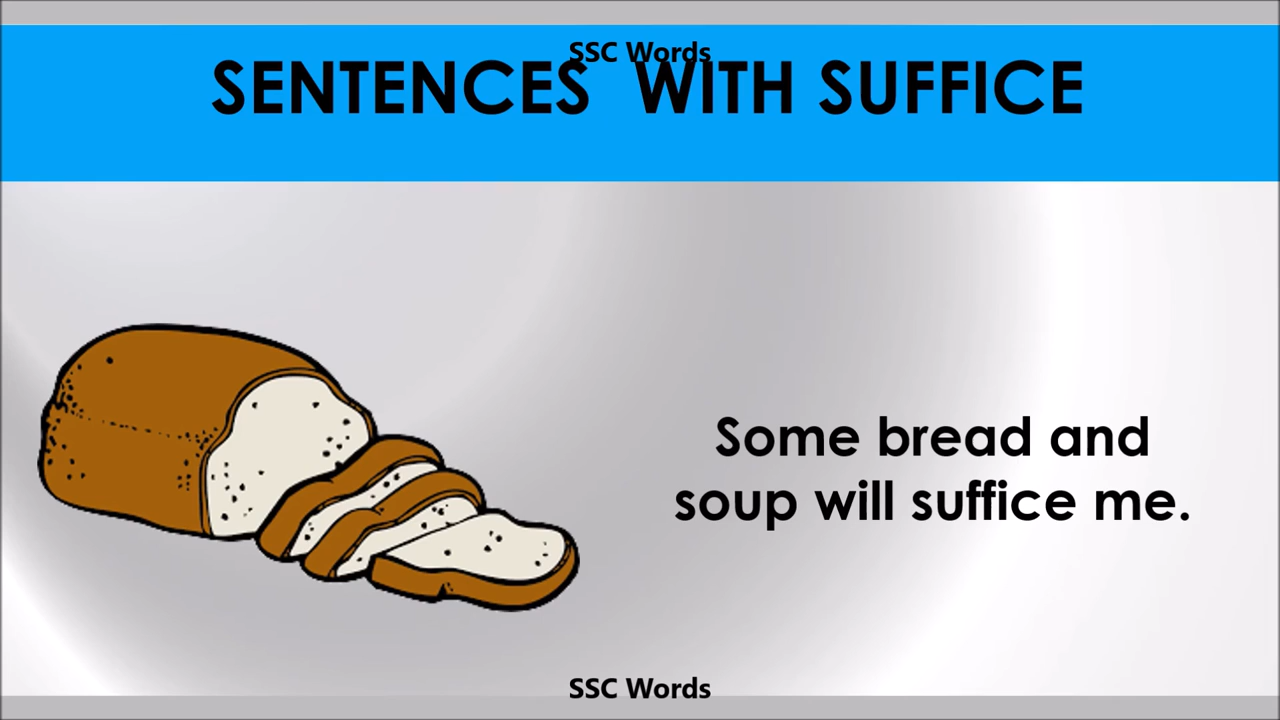 SSC Words
SENTENCES WITH SUFFICE
Some bread and
soup will suffice me.
SSC Words